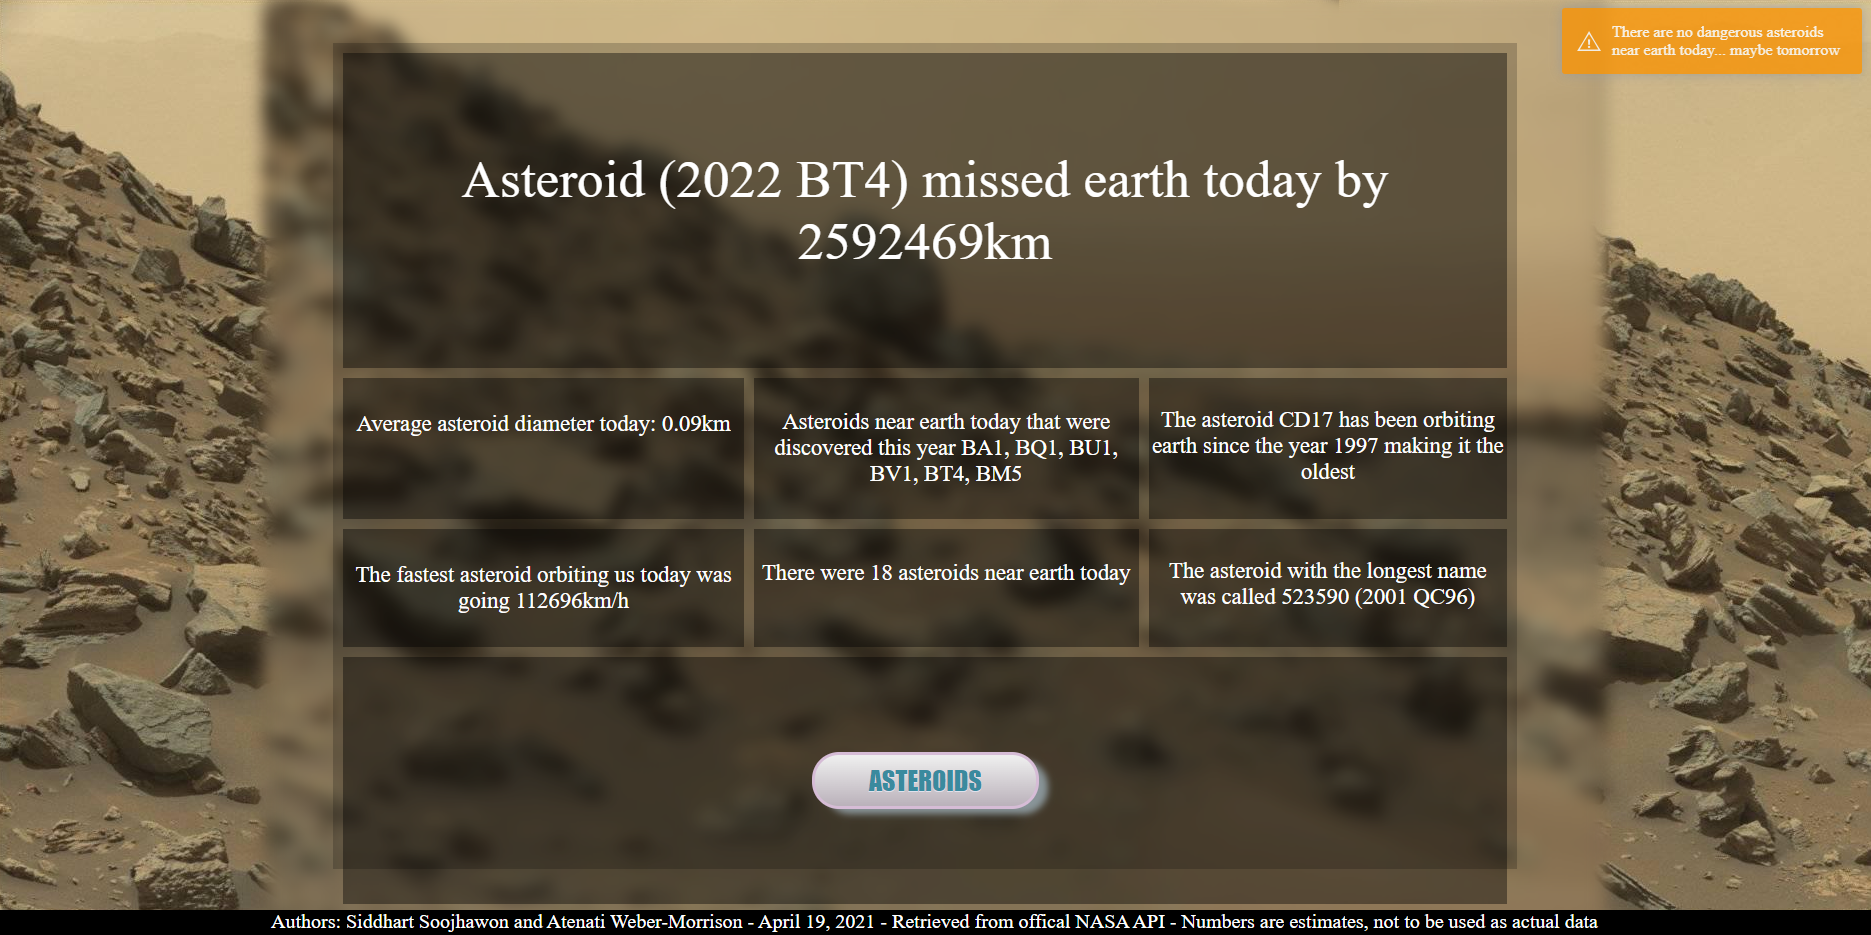 There are no dangerous asteroids
near earth today... maybe tomorrow
Asteroid (2022 BT4) missed earth today by
2592469km
Average asteroid diameter today: 0.09km
Asteroids near earth today that were
discovered this year BA1, BQ1, BU1,
BV1, BT4, BM5
The asteroid CD17 has been orbiting
earth since the year 1997 making it the
oldest
The fastest asteroid orbiting us today was
going 112696km/h
There were 18 asteroids near earth today
The asteroid with the longest name
was called 523590 (2001 QC96)
ASTEROIDS
Authors: Siddhart Soojhawon and Atenati Weber-Morrison - April 19, 2021 - Retrieved from offical NASA API - Numbers are estimates, not to be used as actual data